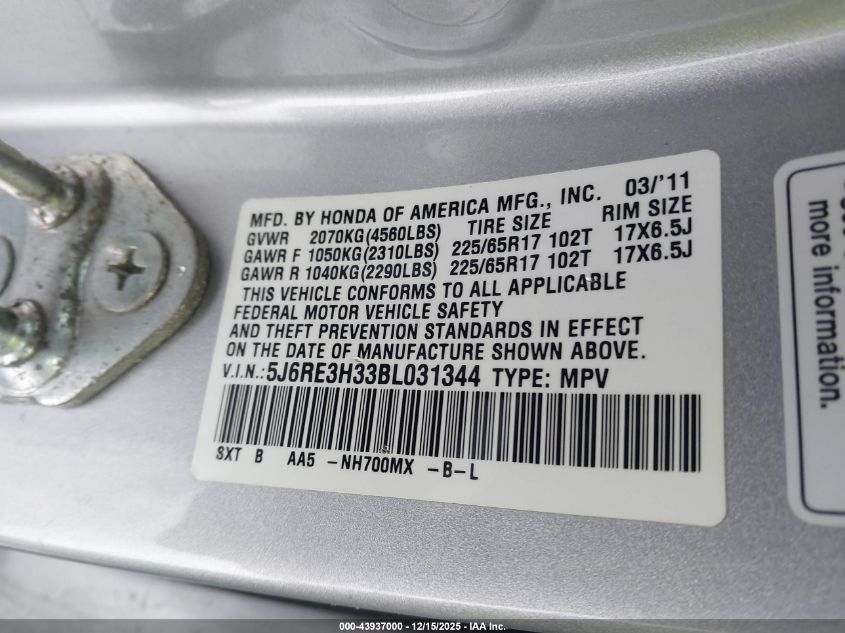 MFD. BY HONDA OF AMERICA MFG., INC. 03/'11
GVWR 2070KG(4560LBS) TIRE SIZE RIM SIZE
GAWR F 1050KG(2310LBS) 225/65R17 102T 17X6.5J
GAWR R 1040KG(2290LBS) 225/65R17 102T 17X6.5J
THIS VEHICLE CONFORMS TO ALL APPLICABLE
FEDERAL MOTOR VEHICLE SAFETY
AND THEFT PREVENTION STANDARDS IN EFFECT
ON THE DATE OF MANUFACTURE SHOWN ABOVE.
V.I.N.: 5J6RE3H33BL031344 TYPE: MPV
SXT B AA5 -NH700MX -B-L
more information.
000-43937000 - 12/15/2025 - IAA Inc.